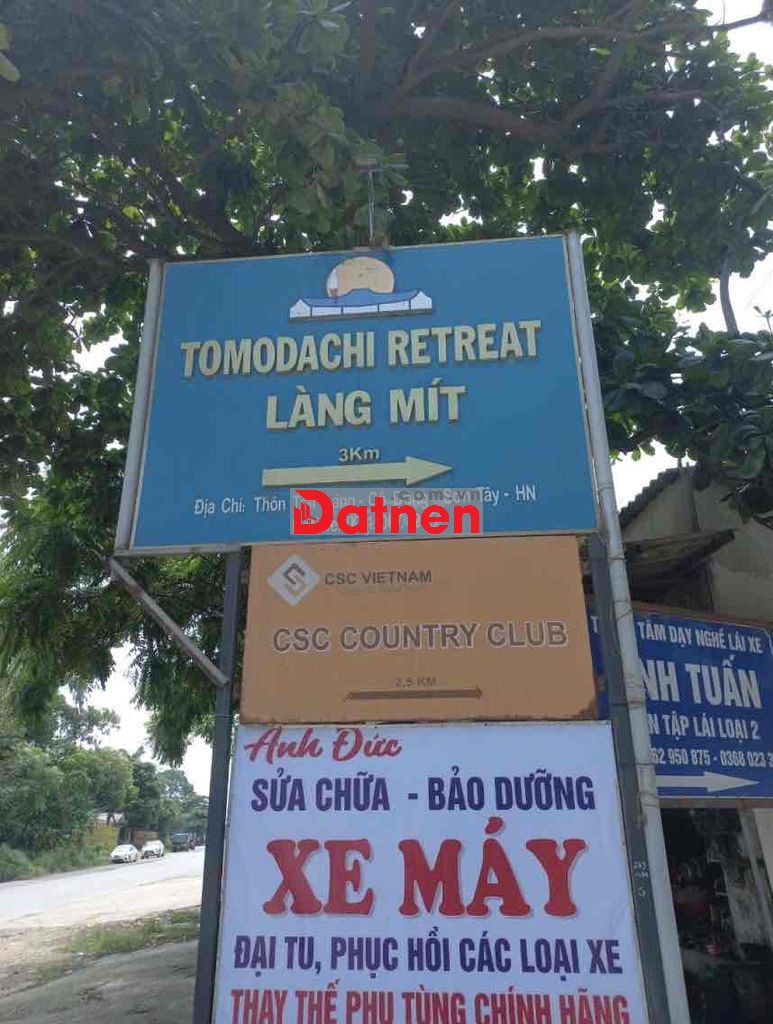 TOMODACHI RETREAT
LÀNG MÍT
3Km
Địa Chỉ: Thôn - Sơn Tây - HN
.com.vn
Datnen
CSC VIETNAM
CSC COUNTRY CLUB
2,5 KM
TÂM DẠY NGHỀ LÁI XE
NH TUẤN
N TẬP LÁI LOẠI 2
62 950 875 - 0368 023 3
Anh Đức
SỬA CHỮA - BẢO DƯỠNG
XE MÁY
ĐẠI TU, PHỤC HỒI CÁC LOẠI XE
THAY THẾ PHỤ TÙNG CHÍNH HÃNG